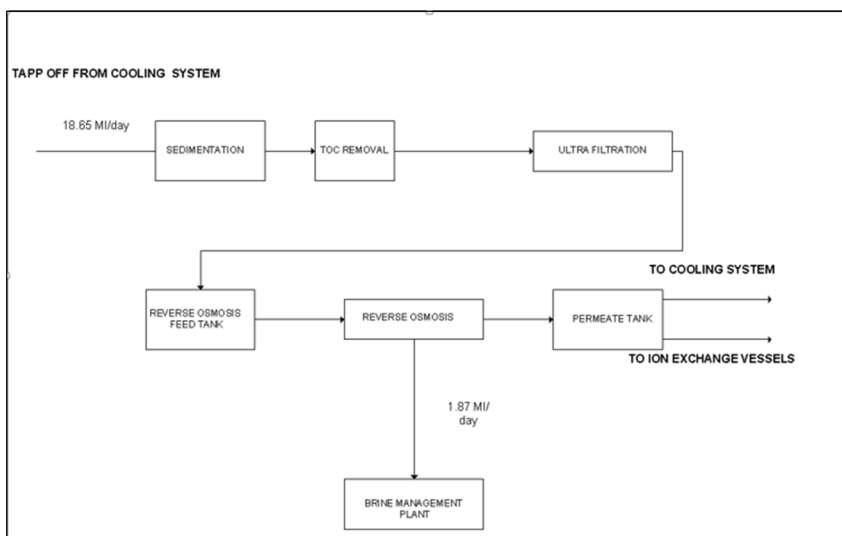 TAPP OFF FROM COOLING SYSTEM
18.65 Ml/day
SEDIMENTATION
TOC REMOVAL
ULTRA FILTRATION
TO COOLING SYSTEM
REVERSE OSMOSIS
FEED TANK
REVERSE OSMOSIS
PERMEATE TANK
TO ION EXCHANGE VESSELS
1.87 Ml/
day
BRINE MANAGEMENT
PLANT